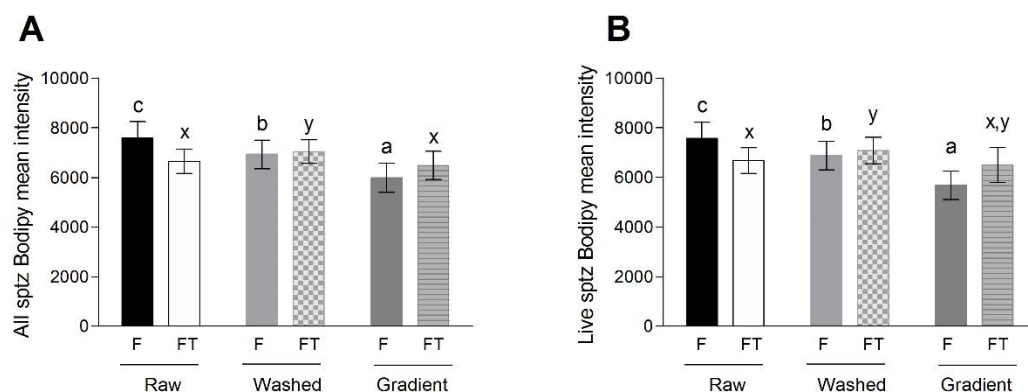 A
All sptz Bodipy mean intensity
10000
8000
6000
4000
2000
0
c
x
b
y
a
x
F FT F FT F FT
Raw Washed Gradient
B
Live sptz Bodipy mean intensity
10000
8000
6000
4000
2000
0
c
x
b
y
a
x,y
F FT F FT F FT
Raw Washed Gradient